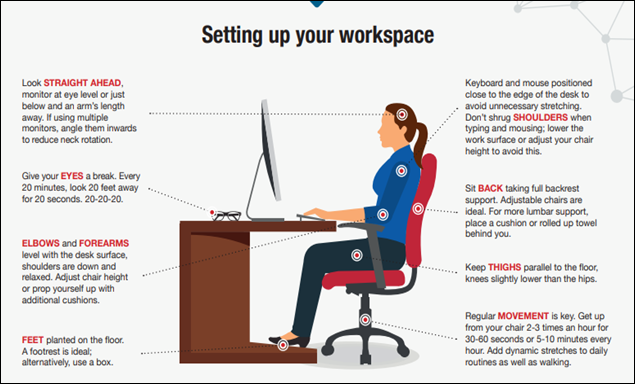 Setting up your workspace
Look STRAIGHT AHEAD,
monitor at eye level or just
below and an arm's length
away. If using multiple
monitors, angle them inwards
to reduce neck rotation.
Give your EYES a break. Every
20 minutes, look 20 feet away
for 20 seconds. 20-20-20.
ELBOWS and FOREARMS
level with the desk surface,
shoulders are down and
relaxed. Adjust chair height
or prop yourself up with
additional cushions.
FEET planted on the floor.
A footrest is ideal;
alternatively, use a box.
Keyboard and mouse positioned
close to the edge of the desk to
avoid unnecessary stretching.
Don't shrug SHOULDERS when
typing and mousing; lower the
work surface or adjust your chair
height to avoid this.
Sit BACK taking full backrest
support. Adjustable chairs are
ideal. For more lumbar support,
place a cushion or rolled up towel
behind you.
Keep THIGHS parallel to the floor,
knees slightly lower than the hips.
Regular MOVEMENT is key. Get up
from your chair 2-3 times an hour for
30-60 seconds or 5-10 minutes every
hour. Add dynamic stretches to daily
routines as well as walking.